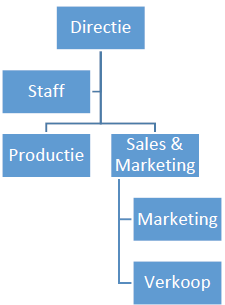 Directie
Staff
Productie
Sales &
Marketing
Marketing
Verkoop